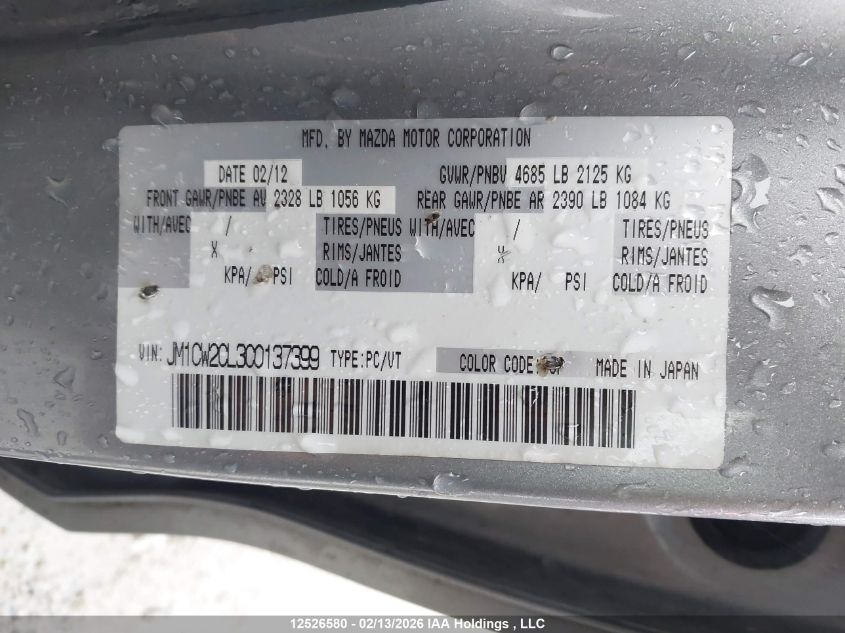 MFD. BY MAZDA MOTOR CORPORATION
DATE 02/12 GVWR/PNBV 4685 LB 2125 KG
FRONT GAWR/PNBE AV 2328 LB 1056 KG REAR GAWR/PNBE AR 2390 LB 1084 KG
WITH/AVEC / TIRES/PNEUS WITH/AVEC / TIRES/PNEUS
X RIMS/JANTES X RIMS/JANTES
KPA/ PSI COLD/A FROID KPA/ PSI COLD/A FROID
VIN: JM1CW2CL3C0137399 TYPE:PC/VT COLOR CODE: MADE IN JAPAN
12526580 - 02/13/2026 IAA Holdings , LLC